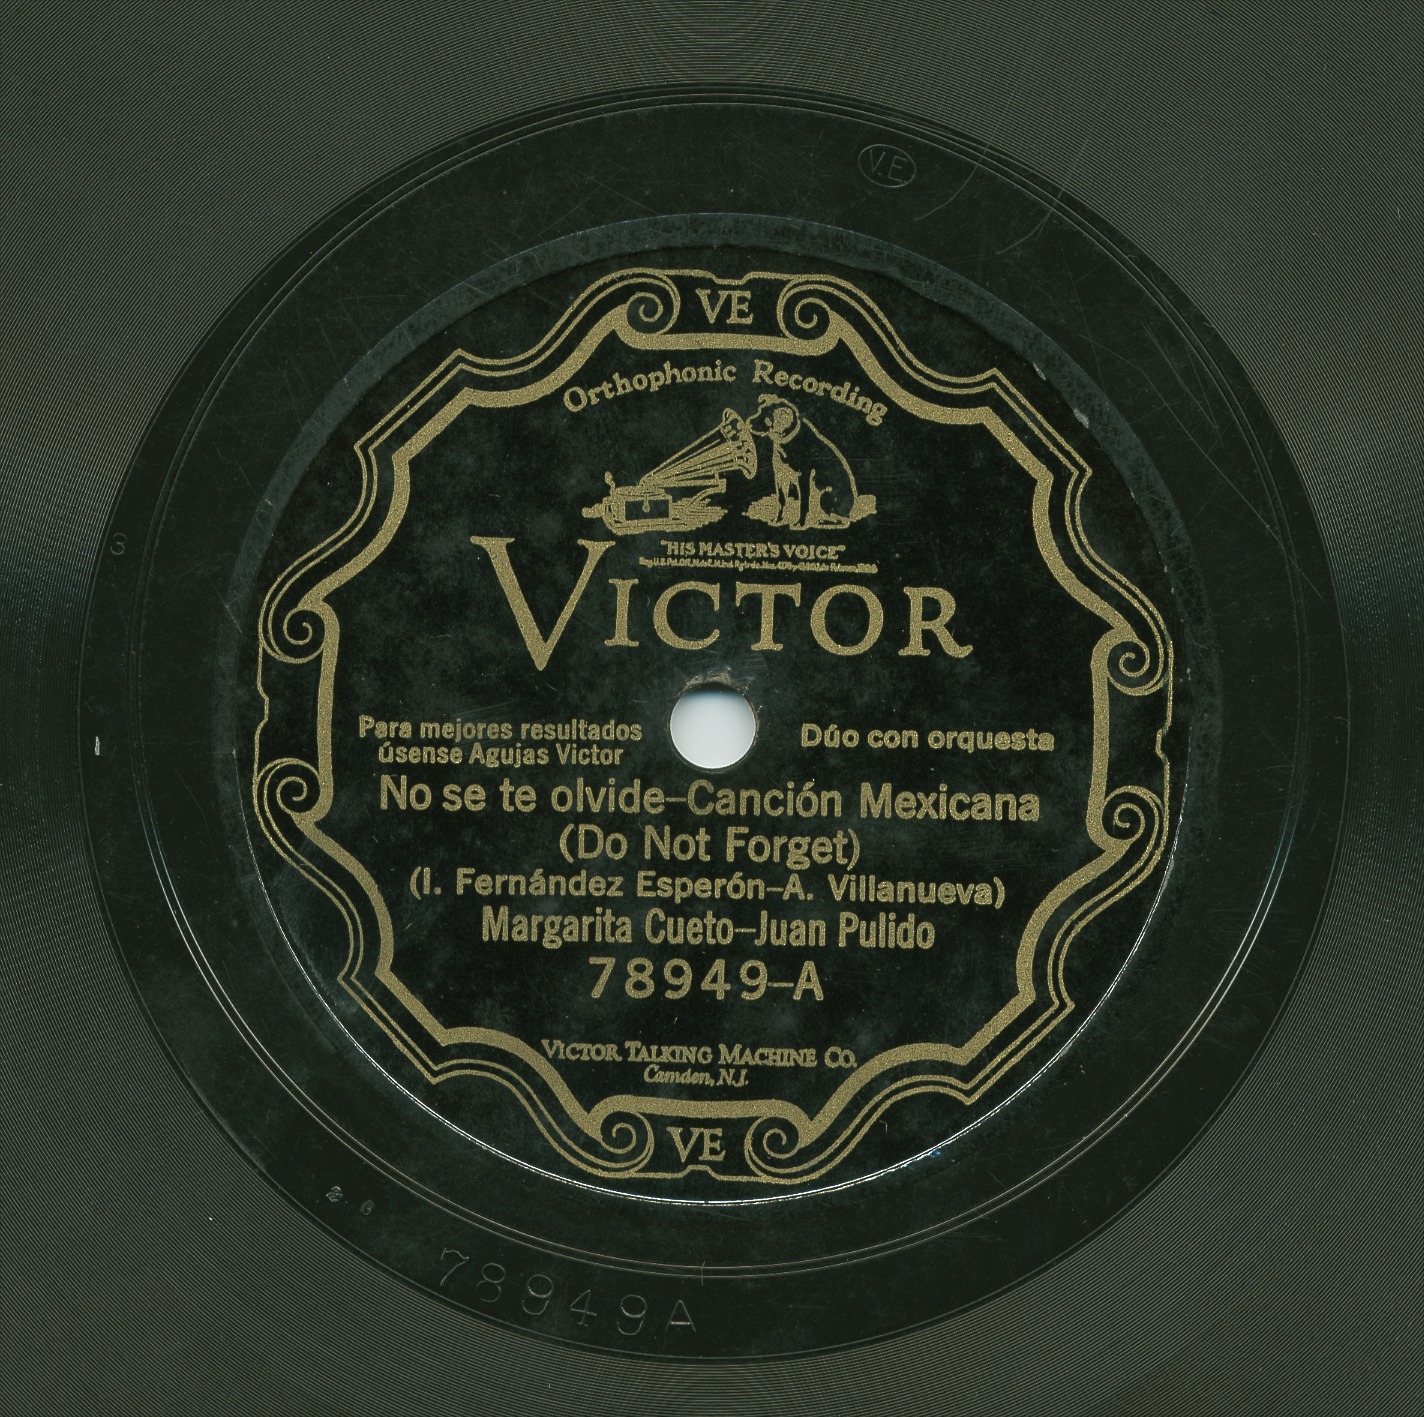 V.E
VE
Orthophonic Recording
"HIS MASTER'S VOICE"
VICTOR
3
Para mejores resultados
úsense Agujas Victor
Dúo con orquesta
No se te olvide–Canción Mexicana
(Do Not Forget)
(I. Fernández Esperón–A. Villanueva)
Margarita Cueto–Juan Pulido
78949–A
VICTOR TALKING MACHINE CO.
Camden, N.J.
VE
78949A